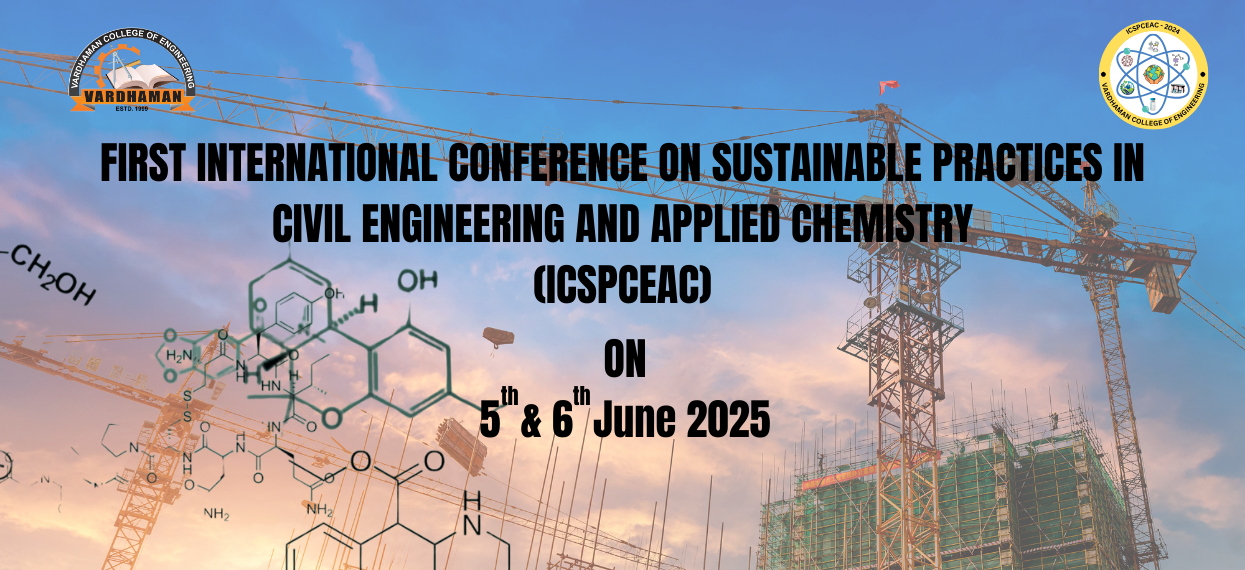 VARDHAMAN COLLEGE OF ENGINEERING
VARDHAMAN
ESTD. 1999
ICSPCEAC - 2024
VARDHAMAN COLLEGE OF ENGINEERING
FIRST INTERNATIONAL CONFERENCE ON SUSTAINABLE PRACTICES IN
CIVIL ENGINEERING AND APPLIED CHEMISTRY
(ICSPCEAC)
ON
5th & 6th June 2025
CH₂OH
OH
O
Oh
H
O
H₂N
O
O
HN
H
O
S
S
O
O
O
O
NH₂
NH₂
H
N